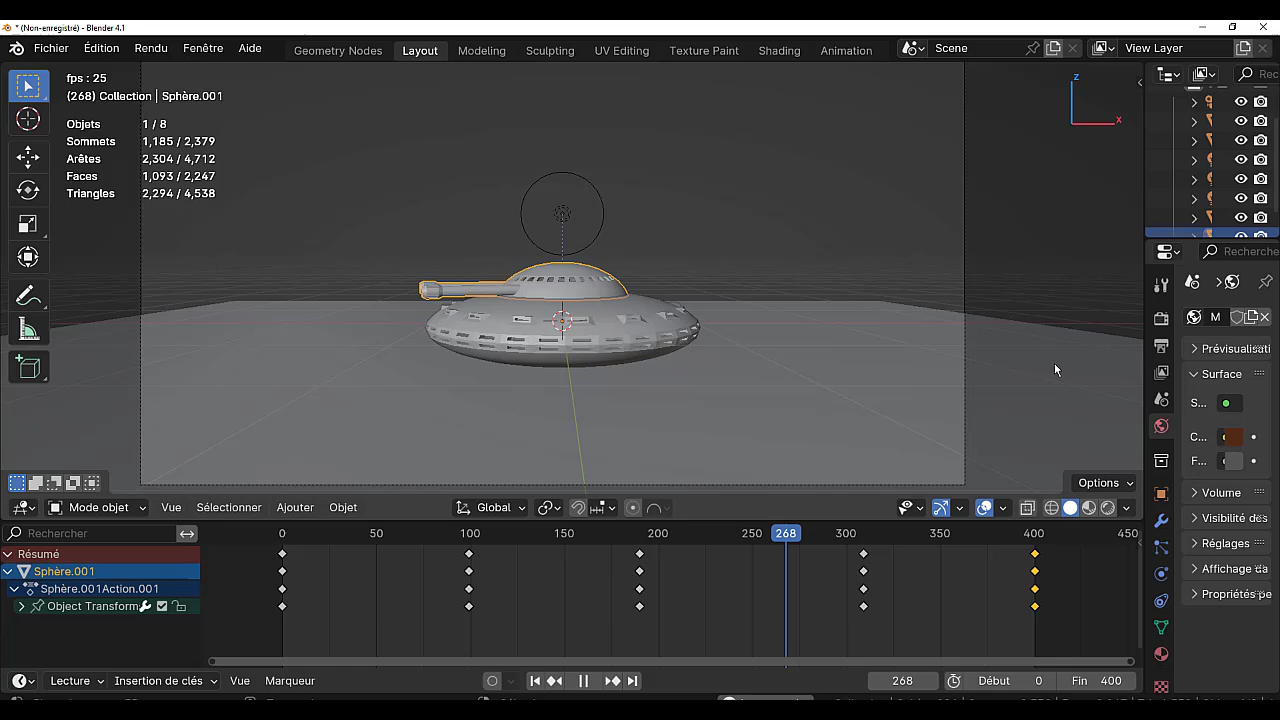 * (Non-enregistré) - Blender 4.1
Fichier Édition Rendu Fenêtre Aide Geometry Nodes Layout Modeling Sculpting UV Editing Texture Paint Shading Animation Scene View Layer
fps : 25
(268) Collection | Sphère.001
Objets 1 / 8
Sommets 1,185 / 2,379
Arêtes 2,304 / 4,712
Faces 1,093 / 2,247
Triangles 2,294 / 4,538
Z
X
Rec
Recherche
M
Prévisualisati
Surface
S...
C...
F...
Volume
Visibilité des
Réglages
Affichage da
Propriétés pe
Options
Mode objet Vue Sélectionner Ajouter Objet Global
Rechercher 0 50 100 150 200 250 268 300 350 400 450
Résumé
Sphère.001
Sphère.001Action.001
Object Transform
Lecture Insertion de clés Vue Marqueur 268 Début 0 Fin 400